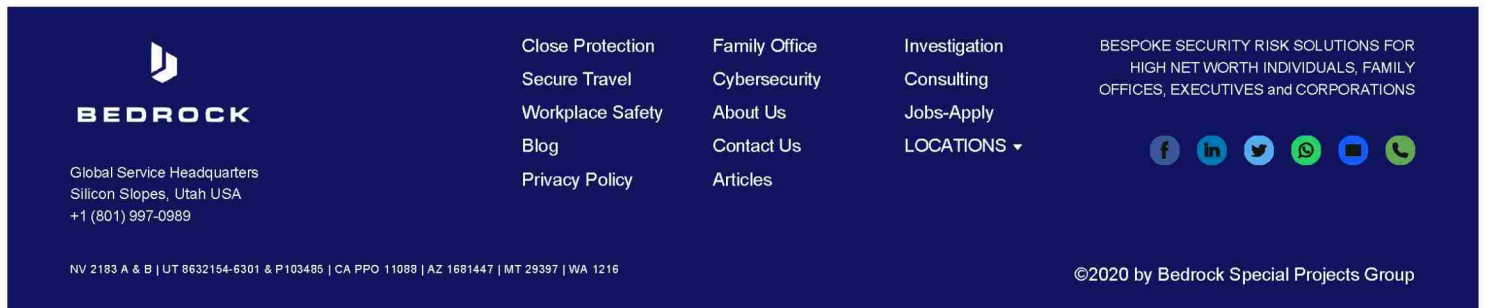 BEDROCK
Global Service Headquarters
Silicon Slopes, Utah USA
+1 (801) 997-0989
Close Protection
Secure Travel
Workplace Safety
Blog
Privacy Policy
Family Office
Cybersecurity
About Us
Contact Us
Articles
Investigation
Consulting
Jobs-Apply
LOCATIONS
BESPOKE SECURITY RISK SOLUTIONS FOR
HIGH NET WORTH INDIVIDUALS, FAMILY
OFFICES, EXECUTIVES and CORPORATIONS
f
in
NV 2183 A & B | UT 8632154-6301 & P103485 | CA PPO 11088 | AZ 1681447 | MT 29397 | WA 1216
©2020 by Bedrock Special Projects Group